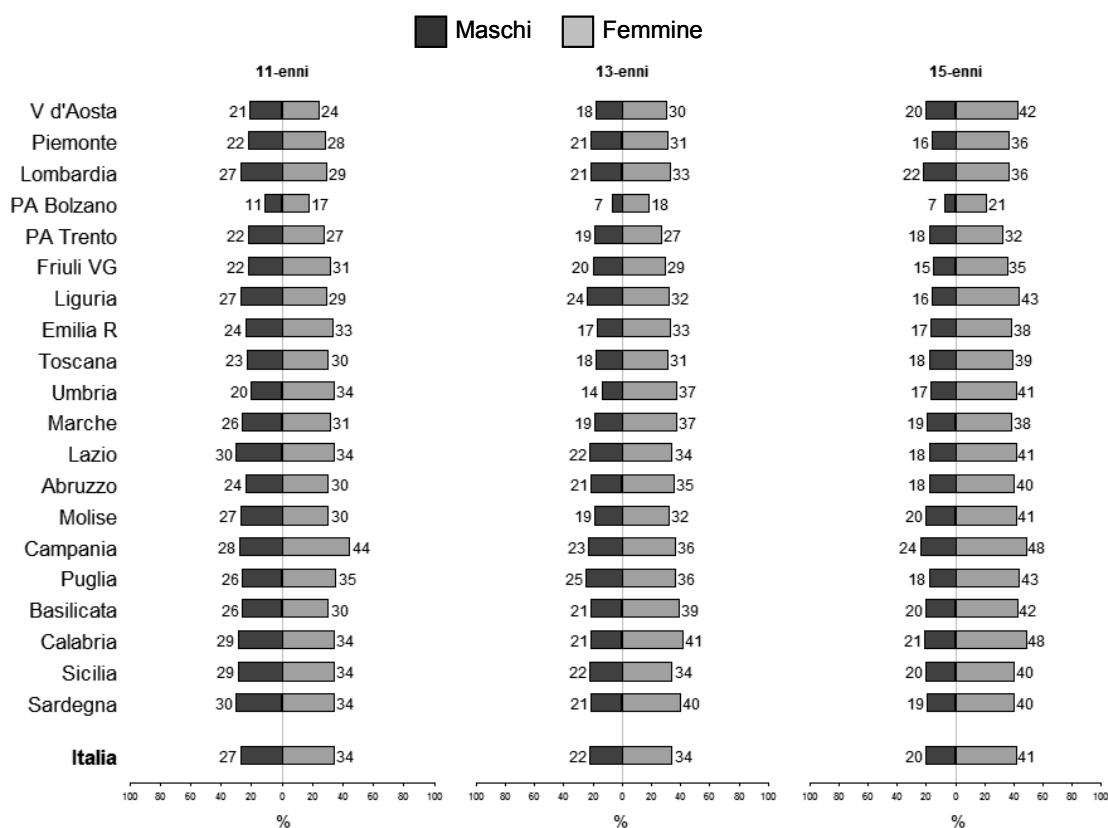 Maschi Femmine
11-enni 13-enni 15-enni
V d'Aosta 21 24 18 30 20 42
Piemonte 22 28 21 31 16 36
Lombardia 27 29 21 33 22 36
PA Bolzano 11 17 7 18 7 21
PA Trento 22 27 19 27 18 32
Friuli VG 22 31 20 29 15 35
Liguria 27 29 24 32 16 43
Emilia R 24 33 17 33 17 38
Toscana 23 30 18 31 18 39
Umbria 20 34 14 37 17 41
Marche 26 31 19 37 19 38
Lazio 30 34 22 34 18 41
Abruzzo 24 30 21 35 18 40
Molise 27 30 19 32 20 41
Campania 28 44 23 36 24 48
Puglia 26 35 25 36 18 43
Basilicata 26 30 21 39 20 42
Calabria 29 34 21 41 21 48
Sicilia 29 34 22 34 20 40
Sardegna 30 34 21 40 19 40
Italia 27 34 22 34 20 41
100 80 60 40 20 0 20 40 60 80 100 100 80 60 40 20 0 20 40 60 80 100 100 80 60 40 20 0 20 40 60 80 100
% % %